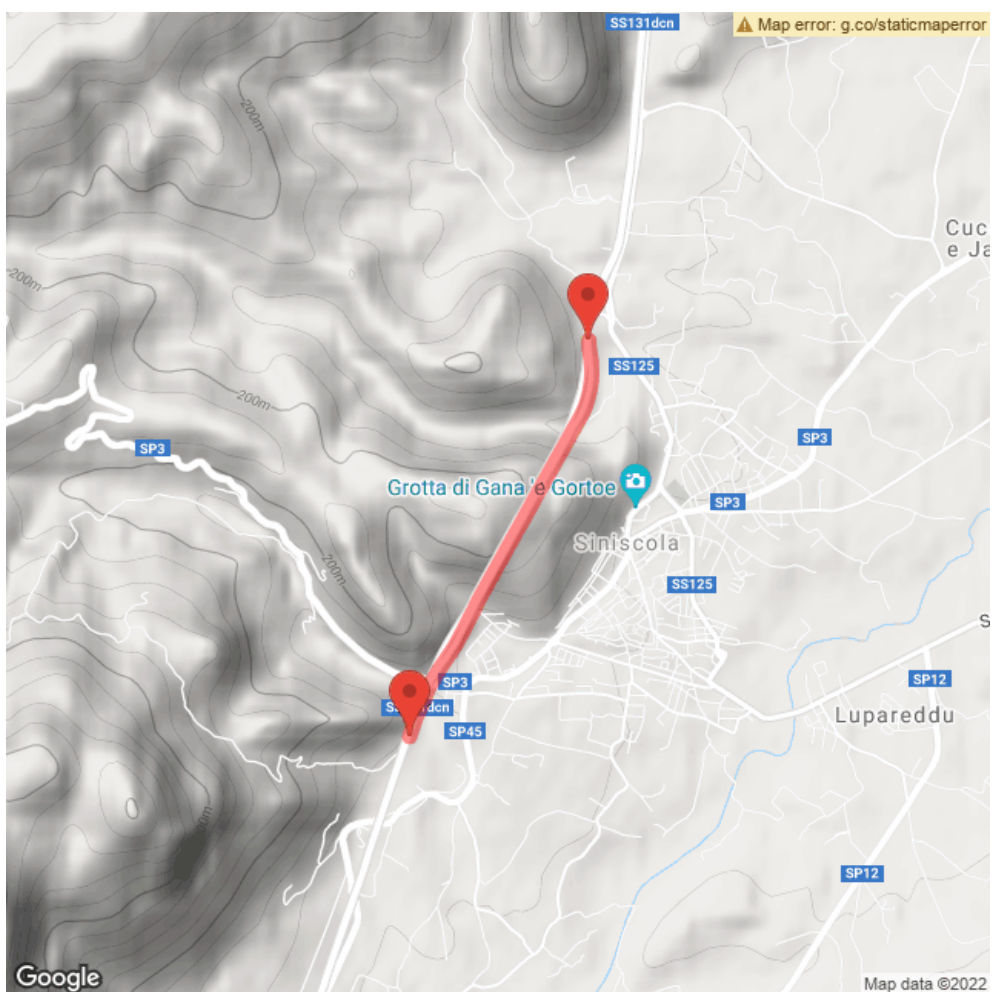 SS131dcn
Map error: g.co/staticmaperror
200m
Cuc
e Ja
200m
SS125
200m
SP3
SP3
Grotta di Gana 'e Gortoe
SP3
Siniscola
200m
SS125
S
SP3
SP12
SP45
Lupareddu
SP12
Google
Map data ©2022